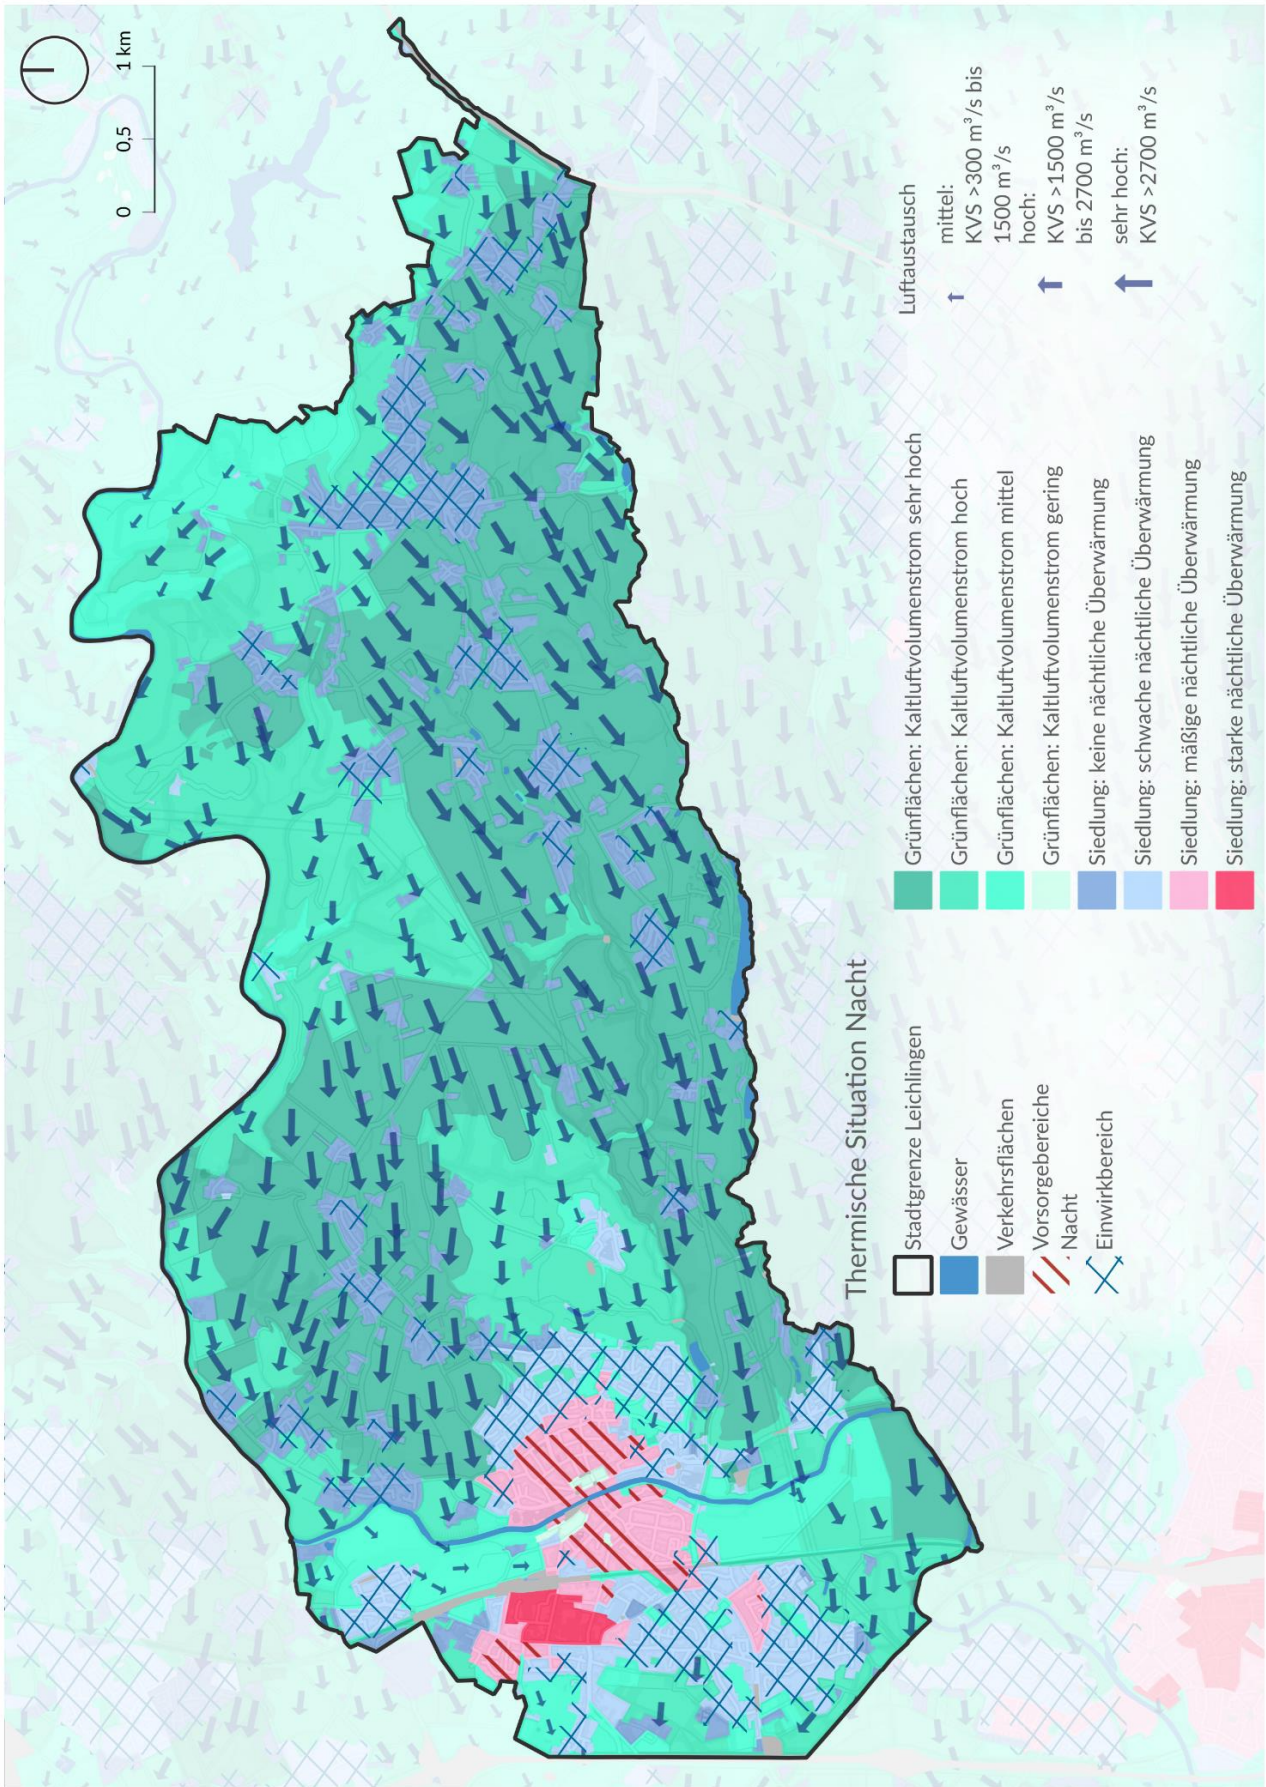 0
0,5
1 km
Thermische Situation Nacht
Stadtgrenze Leichlingen
Gewässer
Verkehrsflächen
Vorsorgebereiche
Nacht
Einwirkbereich
Grünflächen: Kaltluftvolumenstrom sehr hoch
Grünflächen: Kaltluftvolumenstrom hoch
Grünflächen: Kaltluftvolumenstrom mittel
Grünflächen: Kaltluftvolumenstrom gering
Siedlung: keine nächtliche Überwärmung
Siedlung: schwache nächtliche Überwärmung
Siedlung: mäßige nächtliche Überwärmung
Siedlung: starke nächtliche Überwärmung
Luftaustausch
mittel:
KVS >300 m³/s bis
1500 m³/s
hoch:
KVS >1500 m³/s
bis 2700 m³/s
sehr hoch:
KVS >2700 m³/s